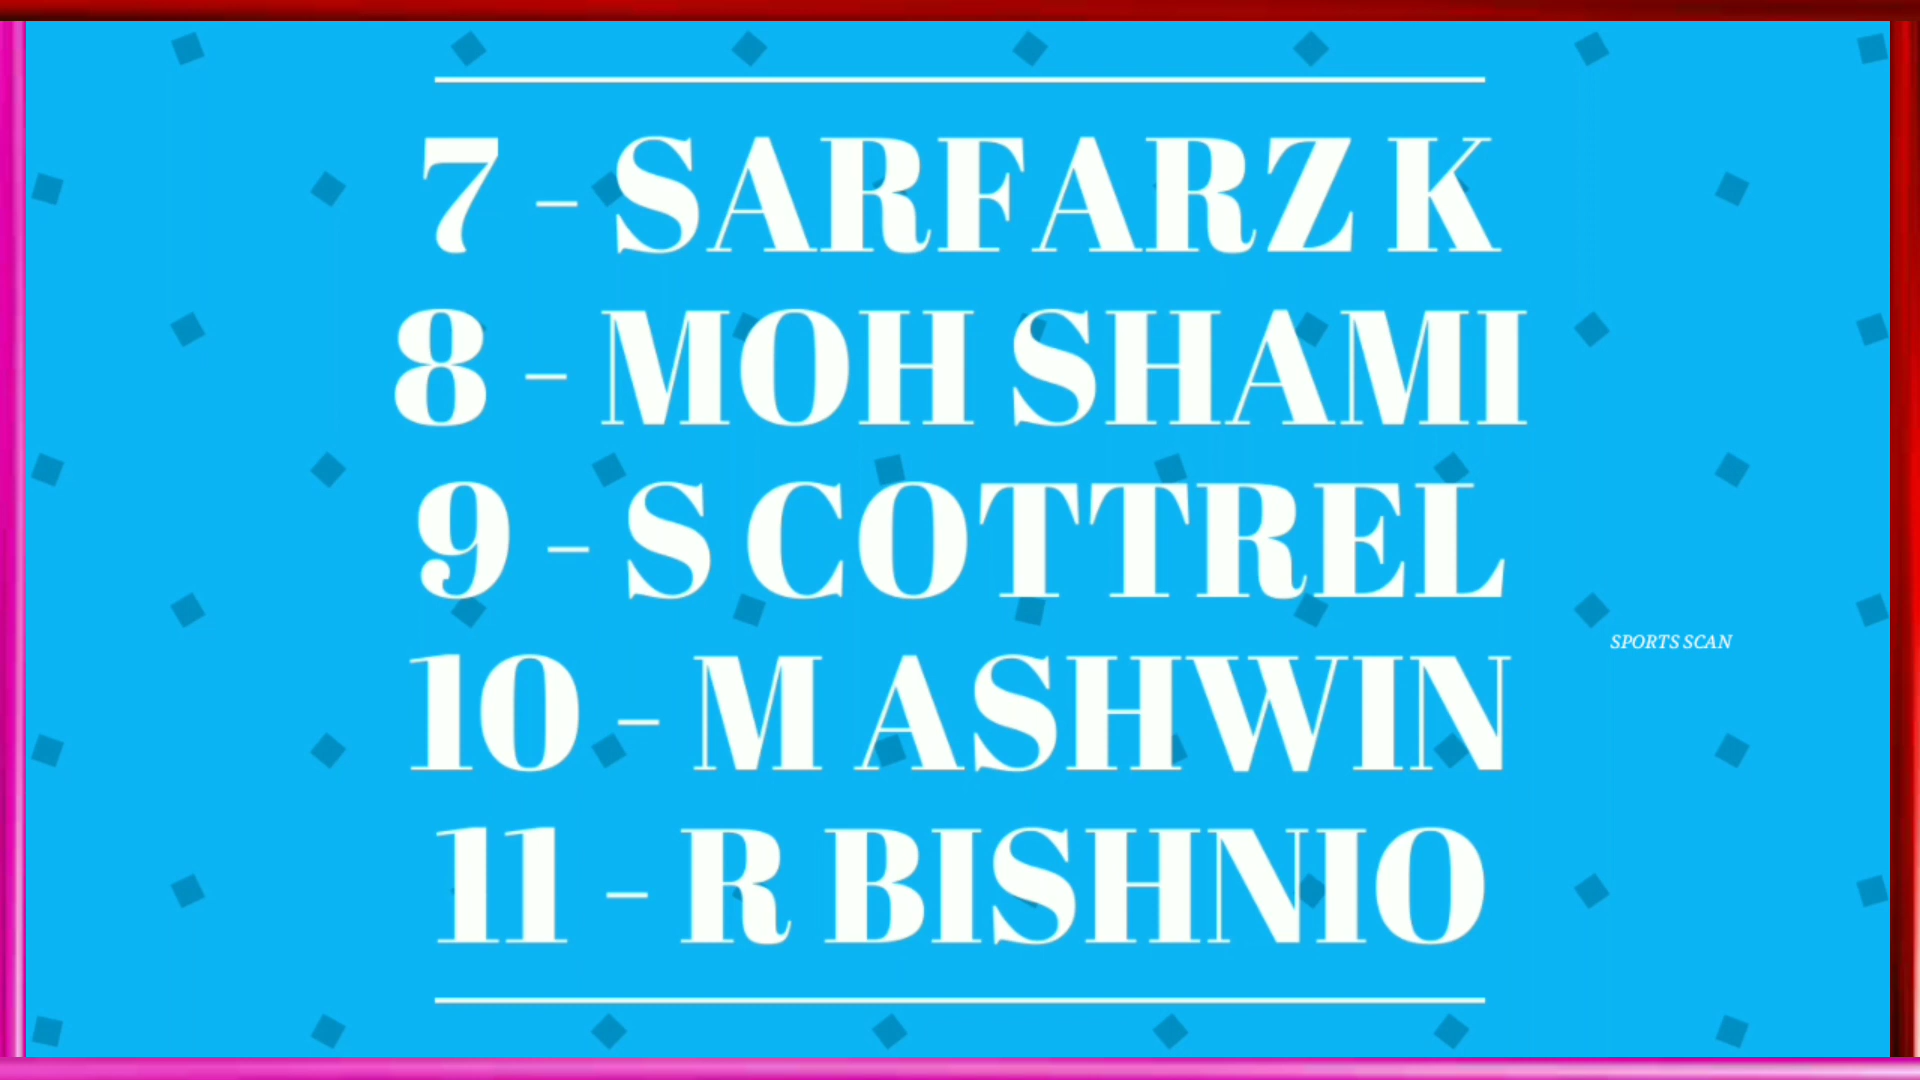 7 - SARFARZ K
8 - MOH SHAMI
9 - S COTTREL
SPORTS SCAN
10 - M ASHWIN
11 - R BISHNIO